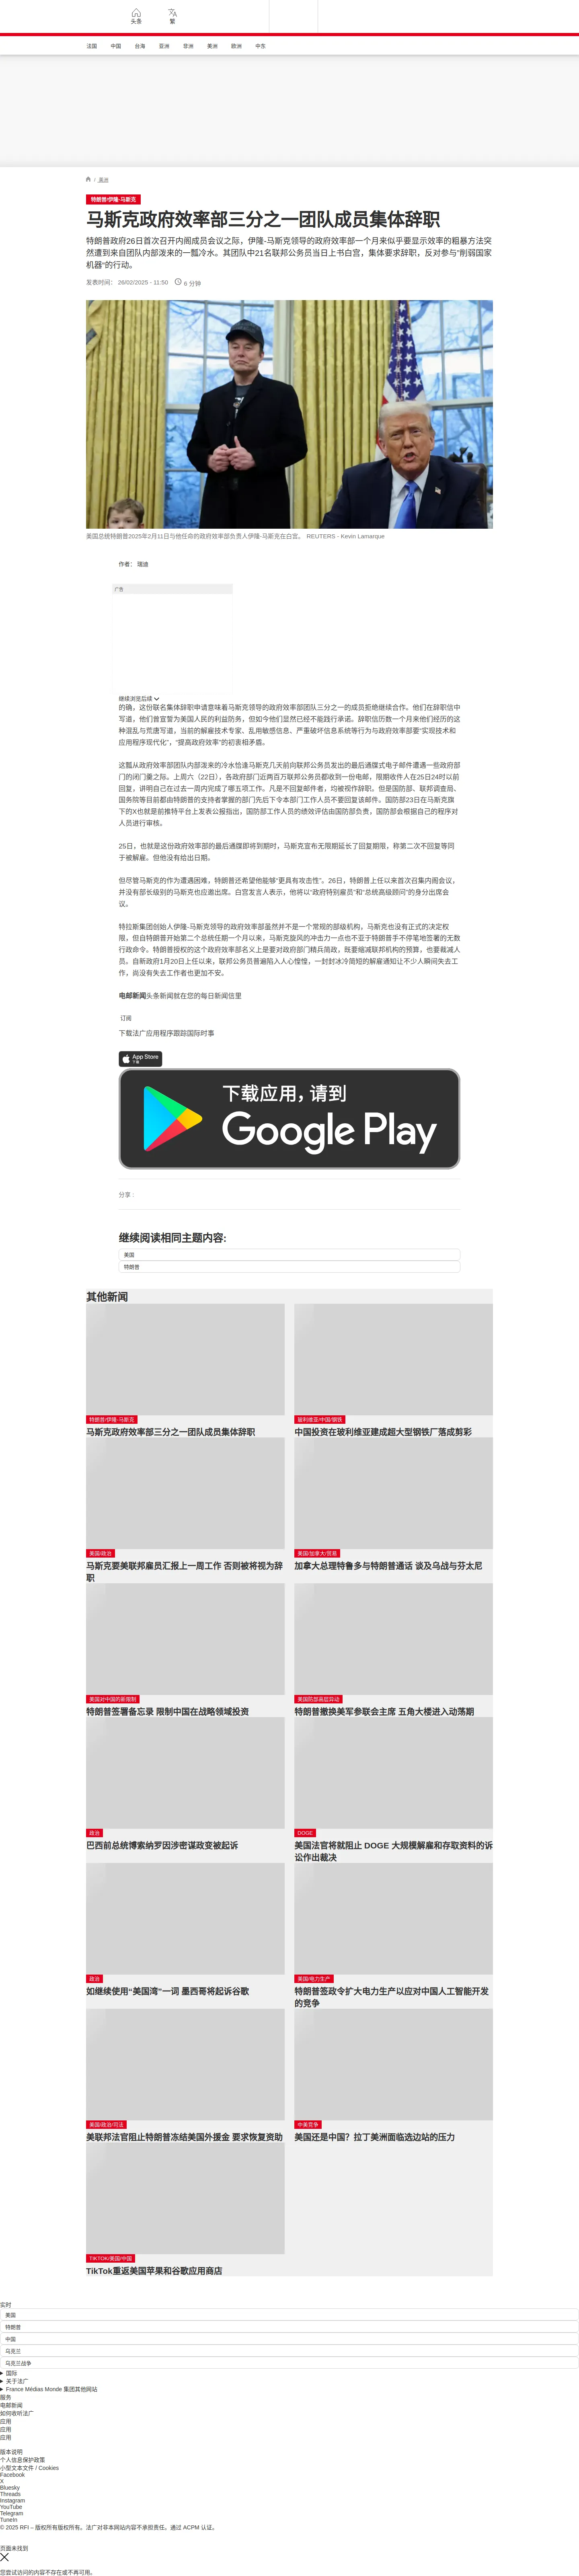 头条
繁
法国
中国
台海
亚洲
非洲
美洲
欧洲
中东
/ 美洲
特朗普/伊隆-马斯克
马斯克政府效率部三分之一团队成员集体辞职
特朗普政府26日首次召开内阁成员会议之际，伊隆-马斯克领导的政府效率部一个月来似乎要显示效率的粗暴方法突
然遭到来自团队内部泼来的一瓢冷水。其团队中21名联邦公务员当日上书白宫，集体要求辞职，反对参与“削弱国家
机器”的行动。
发表时间： 26/02/2025 - 11:50
6 分钟
美国总统特朗普2025年2月11日与他任命的政府效率部负责人伊隆-马斯克在白宫。 REUTERS - Kevin Lamarque
作者： 瑞迪
广告
继续浏览后续
的确，这份联名集体辞职申请意味着马斯克领导的政府效率部团队三分之一的成员拒绝继续合作。他们在辞职信中
写道，他们曾宣誓为美国人民的利益防务，但如今他们显然已经不能践行承诺。辞职信历数一个月来他们经历的这
种混乱与荒唐写道，当前的解雇技术专家、乱用敏感信息、严重破坏信息系统等行为与政府效率部要“实现技术和
应用程序现代化”，“提高政府效率”的初衷相矛盾。
这瓢从政府效率部团队内部泼来的冷水恰逢马斯克几天前向联邦公务员发出的最后通牒式电子邮件遭遇一些政府部
门的闭门羹之际。上周六（22日），各政府部门近两百万联邦公务员都收到一份电邮，限期收件人在25日24时以前
回复，讲明自己在过去一周内完成了哪五项工作。凡是不回复邮件者，均被视作辞职。但是国防部、联邦调查局、
国务院等目前都由特朗普的支持者掌握的部门先后下令本部门工作人员不要回复该邮件。国防部23日在马斯克旗
下的X也就是前推特平台上发表公报指出，国防部工作人员的绩效评估由国防部负责，国防部会根据自己的程序对
人员进行审核。
25日，也就是这份政府效率部的最后通牒即将到期时，马斯克宣布无限期延长了回复期限，称第二次不回复等同
于被解雇。但他没有给出日期。
但尽管马斯克的作为遭遇困难，特朗普还希望他能够“更具有攻击性”。26日，特朗普上任以来首次召集内阁会议，
并没有部长级别的马斯克也应邀出席。白宫发言人表示，他将以“政府特别雇员”和“总统高级顾问”的身分出席会
议。
特拉斯集团创始人伊隆-马斯克领导的政府效率部虽然并不是一个常规的部级机构，马斯克也没有正式的决定权
限，但自特朗普开始第二个总统任期一个月以来，马斯克旋风的冲击力一点也不亚于特朗普手不停笔地签署的无数
行政命令。特朗普授权的这个政府效率部名义上是要对政府部门精兵简政，既要缩减联邦机构的预算，也要裁减人
员。自新政府1月20日上任以来，联邦公务员普遍陷入人心惶惶，一封封冰冷简短的解雇通知让不少人瞬间失去工
作，尚没有失去工作者也更加不安。
电邮新闻头条新闻就在您的每日新闻信里
订阅
下载法广应用程序跟踪国际时事
App Store
下载
下载应用，请到
Google Play
分享 :
继续阅读相同主题内容:
美国
特朗普
其他新闻
特朗普/伊隆-马斯克
马斯克政府效率部三分之一团队成员集体辞职
玻利维亚/中国/钢铁
中国投资在玻利维亚建成超大型钢铁厂落成剪彩
美国/政治
马斯克要美联邦雇员汇报上一周工作 否则被将视为辞
职
美国/加拿大/贸易
加拿大总理特鲁多与特朗普通话 谈及乌战与芬太尼
美国对中国的新限制
特朗普签署备忘录 限制中国在战略领域投资
美国防部高层异动
特朗普撤换美军参联会主席 五角大楼进入动荡期
政治
巴西前总统博索纳罗因涉密谋政变被起诉
DOGE
美国法官将就阻止 DOGE 大规模解雇和存取资料的诉
讼作出裁决
政治
如继续使用“美国湾”一词 墨西哥将起诉谷歌
美国/电力生产
特朗普签政令扩大电力生产以应对中国人工智能开发
的竞争
美国/政治/司法
美联邦法官阻止特朗普冻结美国外援金 要求恢复资助
中美竞争
美国还是中国？拉丁美洲面临选边站的压力
TIKTOK/美国/中国
TikTok重返美国苹果和谷歌应用商店
实时
美国
特朗普
中国
乌克兰
乌克兰战争
国际
关于法广
France Médias Monde 集团其他网站
服务
电邮新闻
如何收听法广
应用
应用
应用
版本说明
个人信息保护政策
小型文本文件 / Cookies
Facebook
X
Bluesky
Threads
Instagram
YouTube
Telegram
TuneIn
© 2025 RFI – 版权所有版权所有。法广对非本网站内容不承担责任。通过 ACPM 认证。
页面未找到
您尝试访问的内容不存在或不再可用。